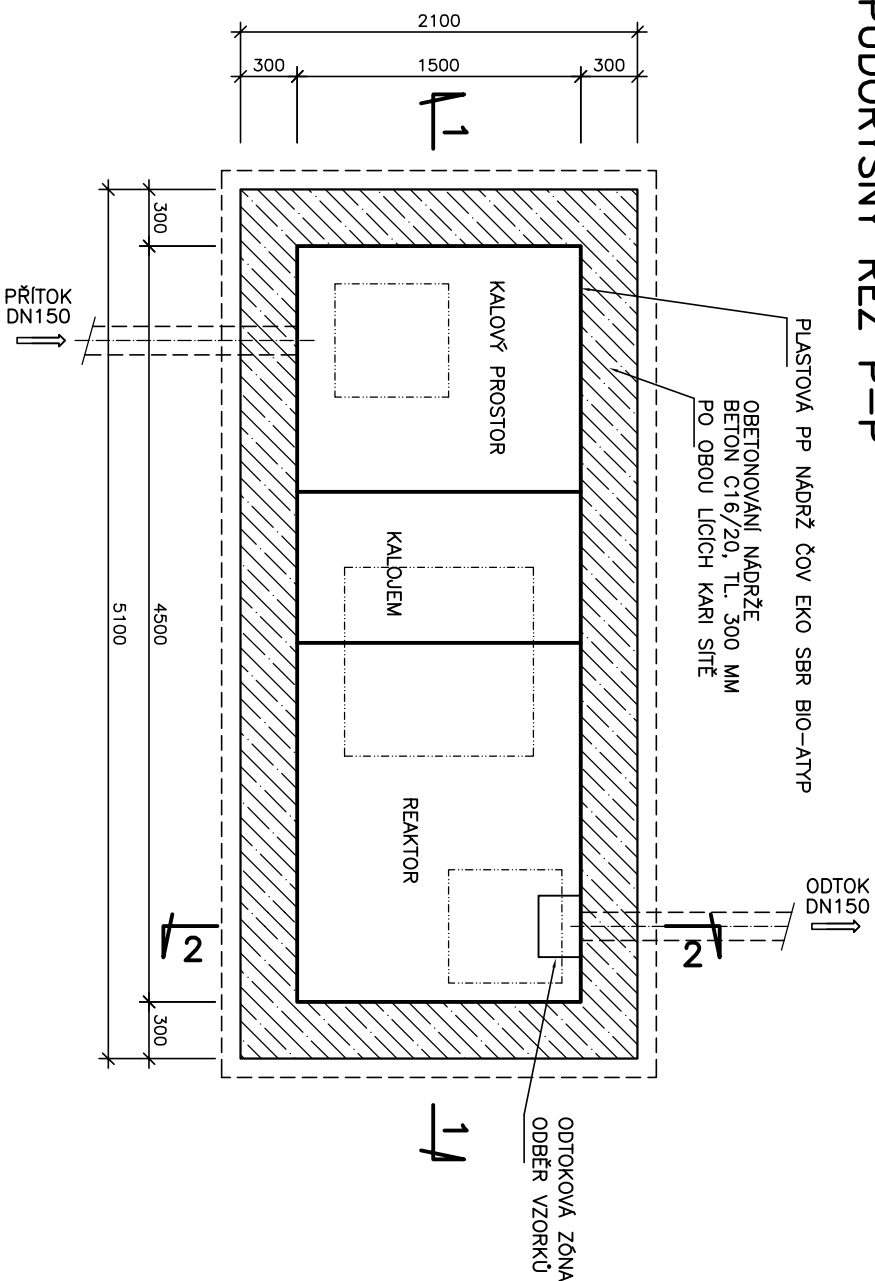 PŮDORYSNÝ ŘEZ P–P
PLASTOVÁ PP NÁDRŽ ČOV EKO SBR BIO–ATYP
OBETONOVÁNÍ NÁDRŽE
BETON C16/20, TL. 300 MM
PO OBOU LÍCÍCH KARI SÍTĚ
2100
300
1500
300
1
1
300
4500
300
5100
PŘÍTOK
DN150
ODTOK
DN150
KALOVÝ PROSTOR
KALOJEM
REAKTOR
2
2
ODTOKOVÁ ZÓNA
ODBĚR VZORKŮ